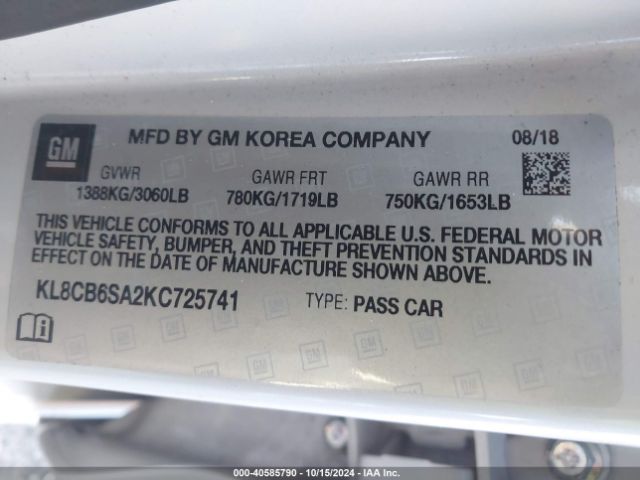 GM
MFD BY GM KOREA COMPANY 08/18
GVWR GAWR FRT GAWR RR
1388KG/3060LB 780KG/1719LB 750KG/1653LB
THIS VEHICLE CONFORMS TO ALL APPLICABLE U.S. FEDERAL MOTOR
VEHICLE SAFETY, BUMPER, AND THEFT PREVENTION STANDARDS IN
EFFECT ON THE DATE OF MANUFACTURE SHOWN ABOVE.
KL8CB6SA2KC725741 TYPE: PASS CAR
000-40585790 - 10/15/2024 - IAAI.COM